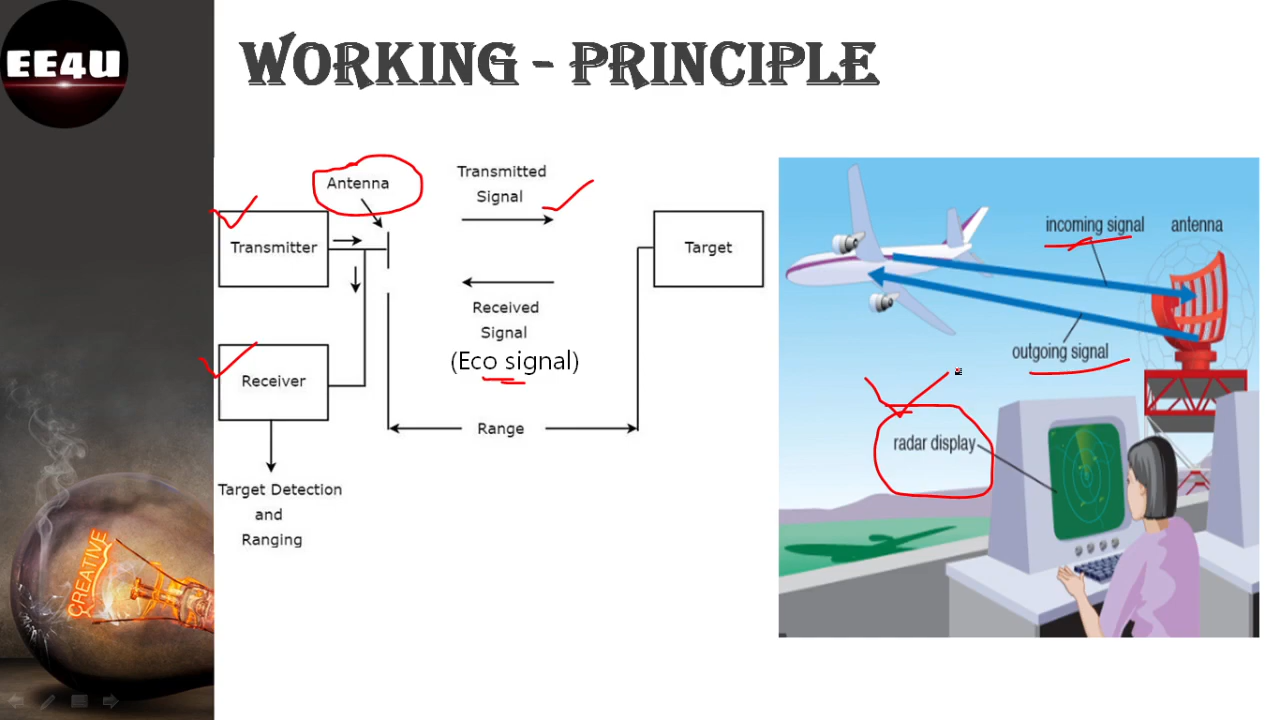 EE4U
WORKING - PRINCIPLE
Antenna
Transmitted
Signal
Transmitter
Target
Received
Signal
(Eco signal)
Receiver
Range
Target Detection
and
Ranging
incoming signal
antenna
outgoing signal
radar display
CREATIVE